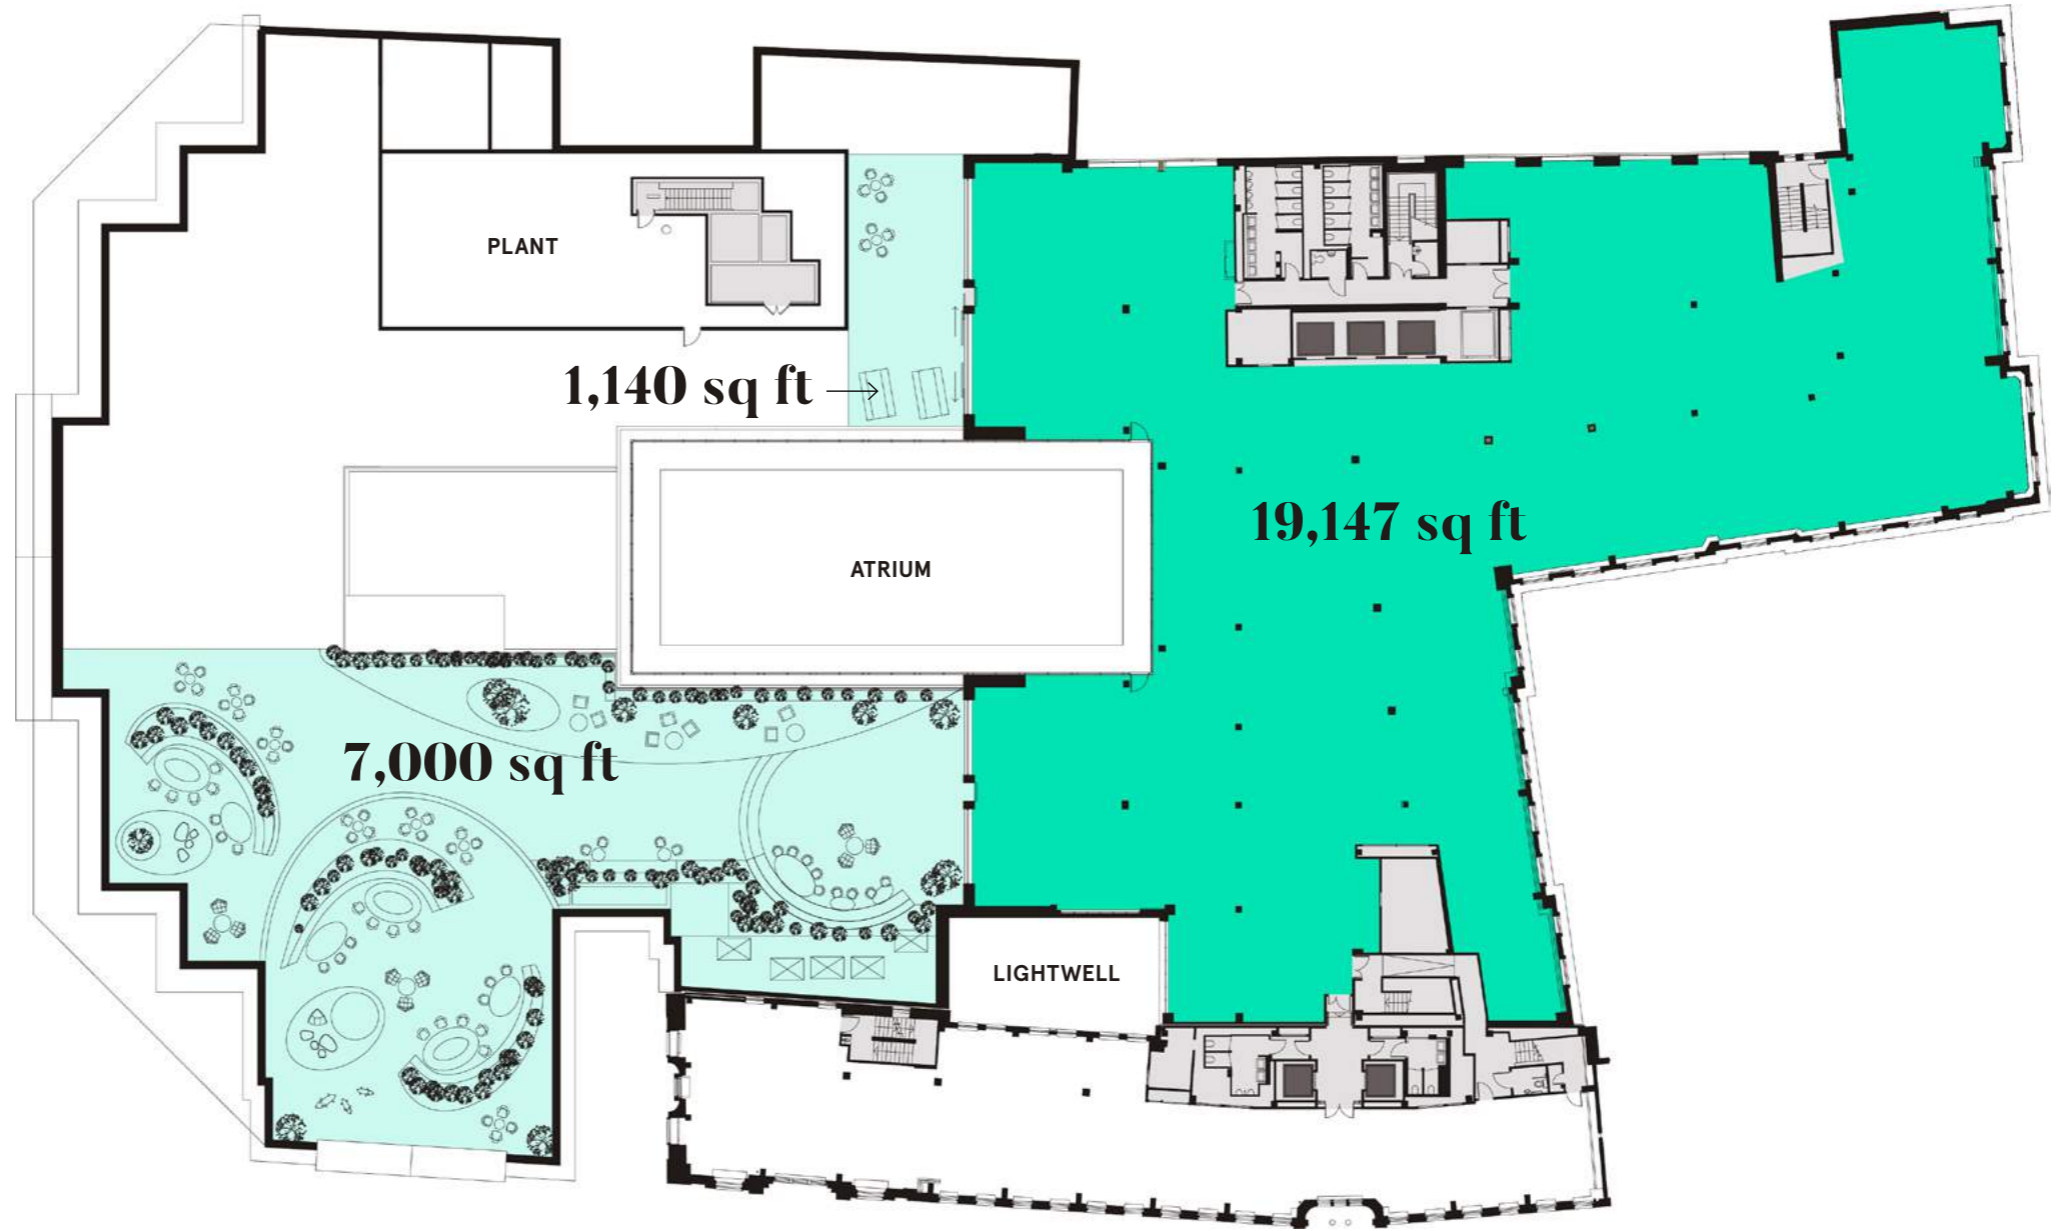 PLANT
1,140 sq ft
19,147 sq ft
ATRIUM
7,000 sq ft
LIGHTWELL